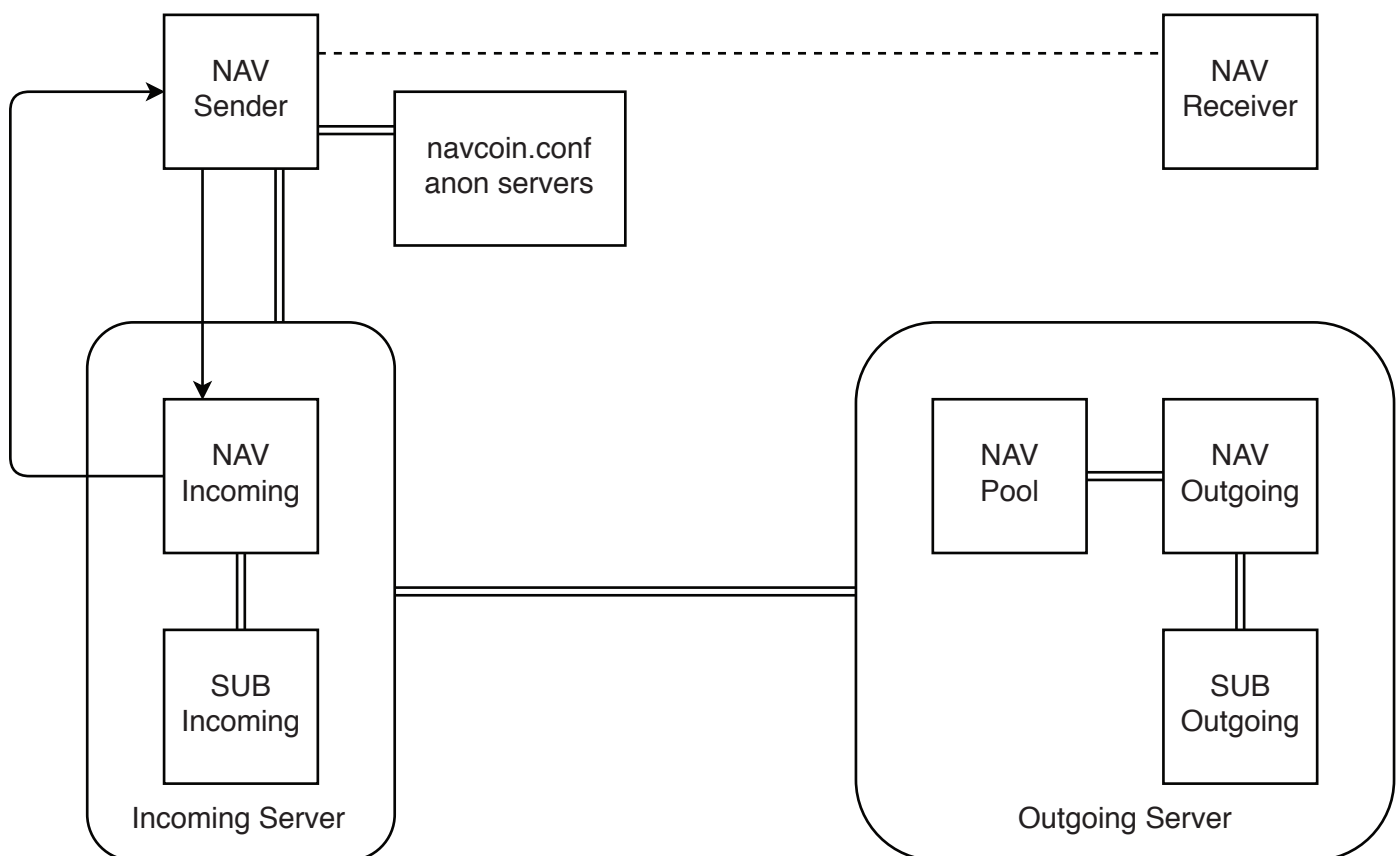 NAV
Sender
NAV
Receiver
navcoin.conf
anon servers
NAV
Incoming
NAV
Pool
NAV
Outgoing
SUB
Incoming
SUB
Outgoing
Incoming Server
Outgoing Server